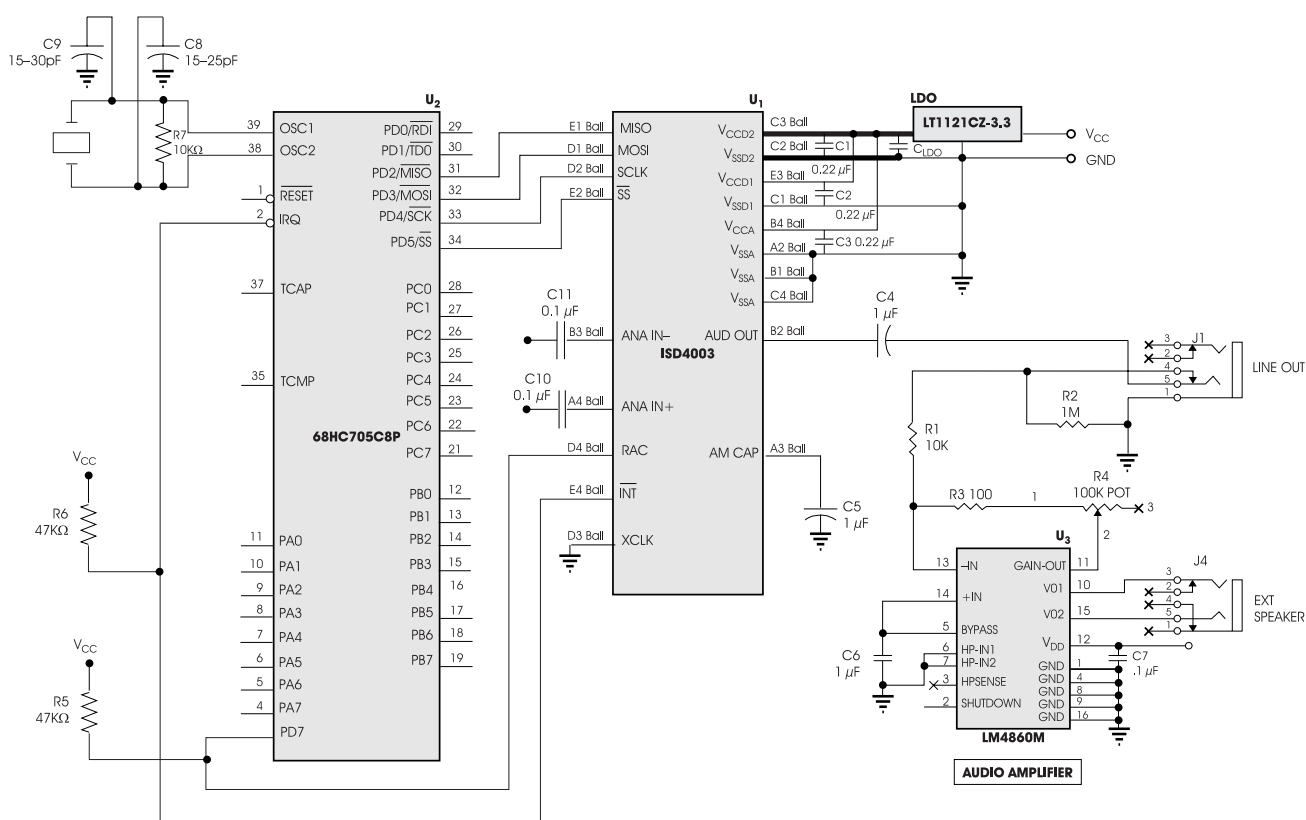 C9
15–30pF
C8
15–25pF
R7
10KΩ
U2
39 OSC1
38 OSC2
1 RESET
2 IRQ
37 TCAP
35 TCMP
68HC705C8P
11 PA0
10 PA1
9 PA2
8 PA3
7 PA4
6 PA5
5 PA6
4 PA7
PD7
PD0/RDI 29
PD1/TD0 30
PD2/MISO 31
PD3/MOSI 32
PD4/SCK 33
PD5/SS 34
PC0 28
PC1 27
PC2 26
PC3 25
PC4 24
PC5 23
PC6 22
PC7 21
PB0 12
PB1 13
PB2 14
PB3 15
PB4 16
PB5 17
PB6 18
PB7 19
VCC
R6
47KΩ
VCC
R5
47KΩ
U1
E1 Ball MISO
D1 Ball MOSI
D2 Ball SCLK
E2 Ball SS
C11
0.1 µF
B3 Ball ANA IN–
ISD4003
C10
0.1 µF
A4 Ball ANA IN+
D4 Ball RAC
E4 Ball INT
D3 Ball XCLK
VCCD2 C3 Ball
VSSD2 C2 Ball
VCCD1 E3 Ball
VSSD1 C1 Ball
VCCA B4 Ball
VSSA A2 Ball
VSSA B1 Ball
VSSA C4 Ball
AUD OUT B2 Ball
AM CAP A3 Ball
C1
0.22 µF
C2
0.22 µF
C3 0.22 µF
CLDO
LDO
LT1121CZ-3.3
VCC
GND
C4
1 µF
C5
1 µF
J1
3
2
4
5
1
LINE OUT
R2
1M
R1
10K
R3 100
1
R4
100K POT
3
2
U3
13 –IN
14 +IN
5 BYPASS
6 HP-IN1
7 HP-IN2
3 HPSENSE
2 SHUTDOWN
GAIN-OUT 11
V01 10
V02 15
VDD 12
GND 1
GND 4
GND 8
GND 9
GND 16
LM4860M
C6
1 µF
C7
.1 µF
J4
3
2
4
5
1
EXT
SPEAKER
AUDIO AMPLIFIER